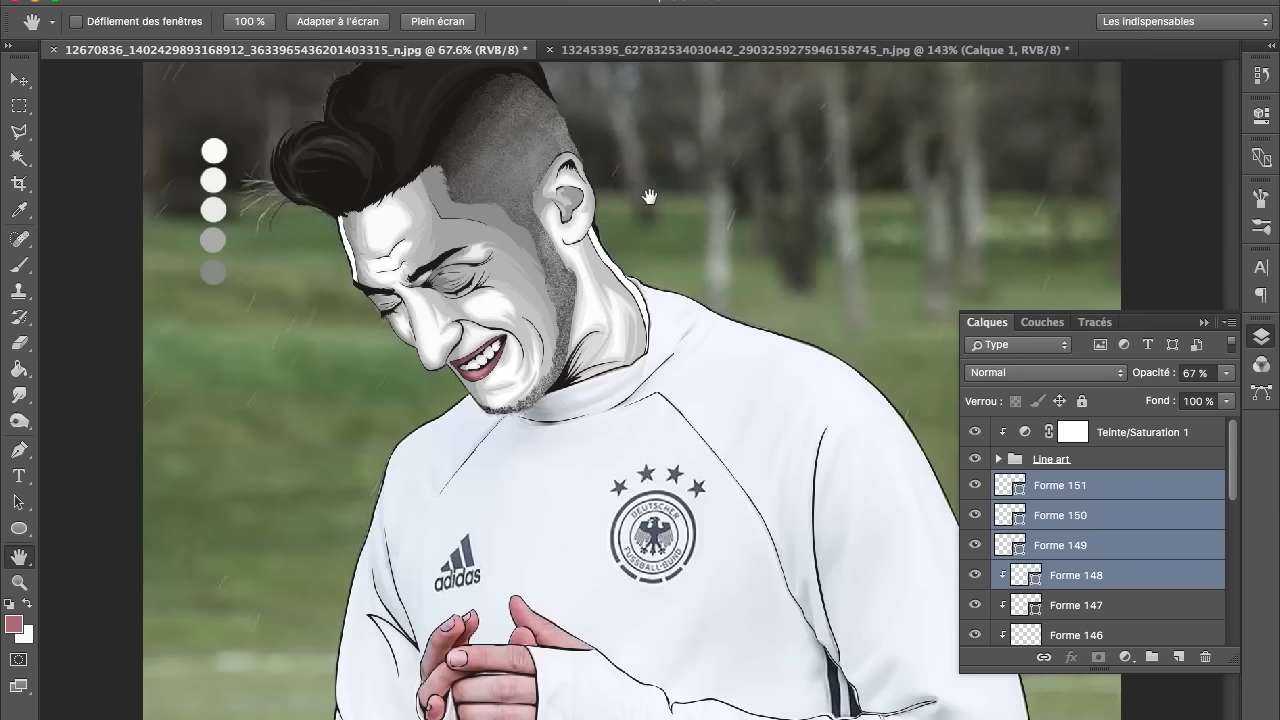 Défilement des fenêtres 100 % Adapter à l'écran Plein écran Les indispensables
12670836_1402429893168912_3633965436201403315_n.jpg @ 67.6% (RVB/8) * 13245395_627832534030442_2903259275946158745_n.jpg @ 143% (Calque 1, RVB/8) *
Calques Couches Tracés
Type
Normal Opacité : 67 %
Verrou : Fond : 100 %
Teinte/Saturation 1
Line art
Forme 151
Forme 150
Forme 149
Forme 148
Forme 147
Forme 146
DEUTSCHER
FUSSBALL-BUND
adidas